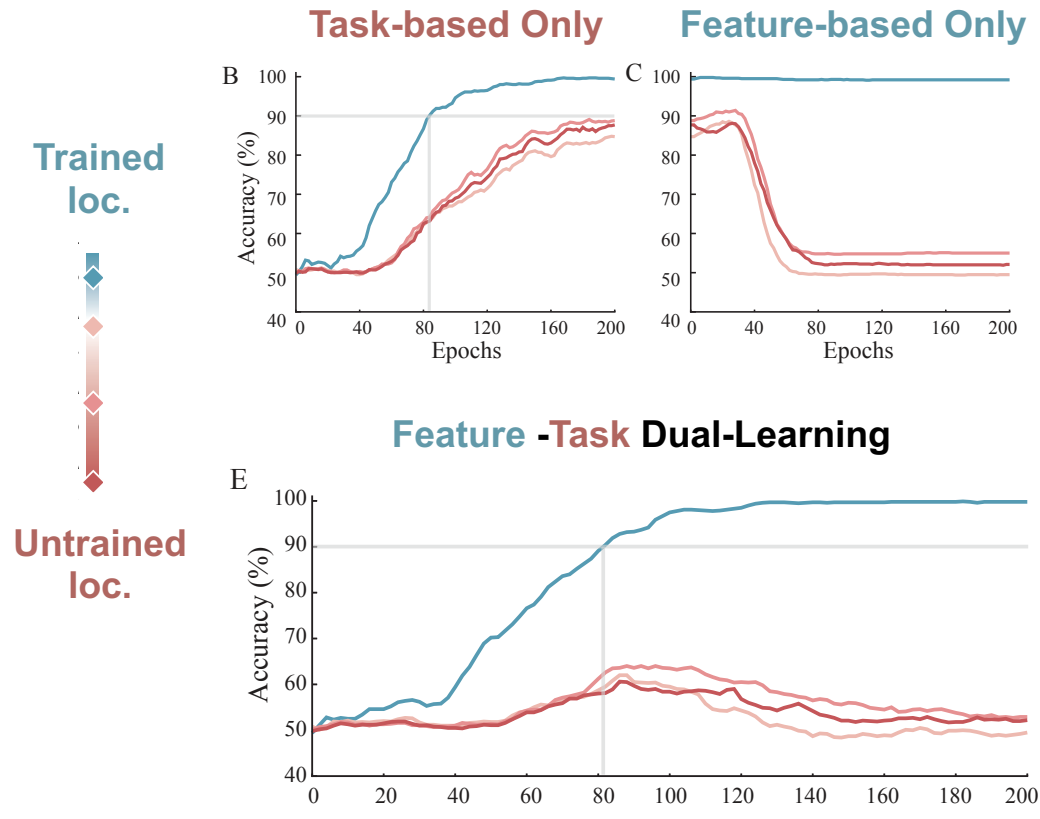 Task-based Only
Feature-based Only
Trained
loc.
Untrained
loc.
B
100
90
80
70
60
50
40
Accuracy (%)
0 40 80 120 160 200
Epochs
C
100
90
80
70
60
50
40
0 40 80 120 160 200
Epochs
Feature -Task Dual-Learning
E
100
90
80
70
60
50
40
Accuracy (%)
0 20 40 60 80 100 120 140 160 180 200